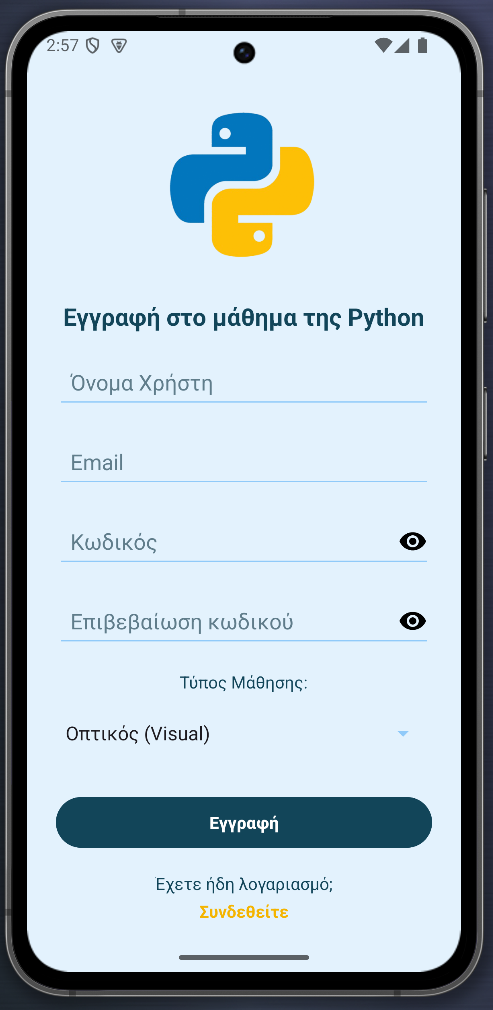 2:57
Εγγραφή στο μάθημα της Python
Όνομα Χρήστη
Email
Κωδικός
Επιβεβαίωση κωδικού
Τύπος Μάθησης:
Οπτικός (Visual)
Εγγραφή
Έχετε ήδη λογαριασμό;
Συνδεθείτε